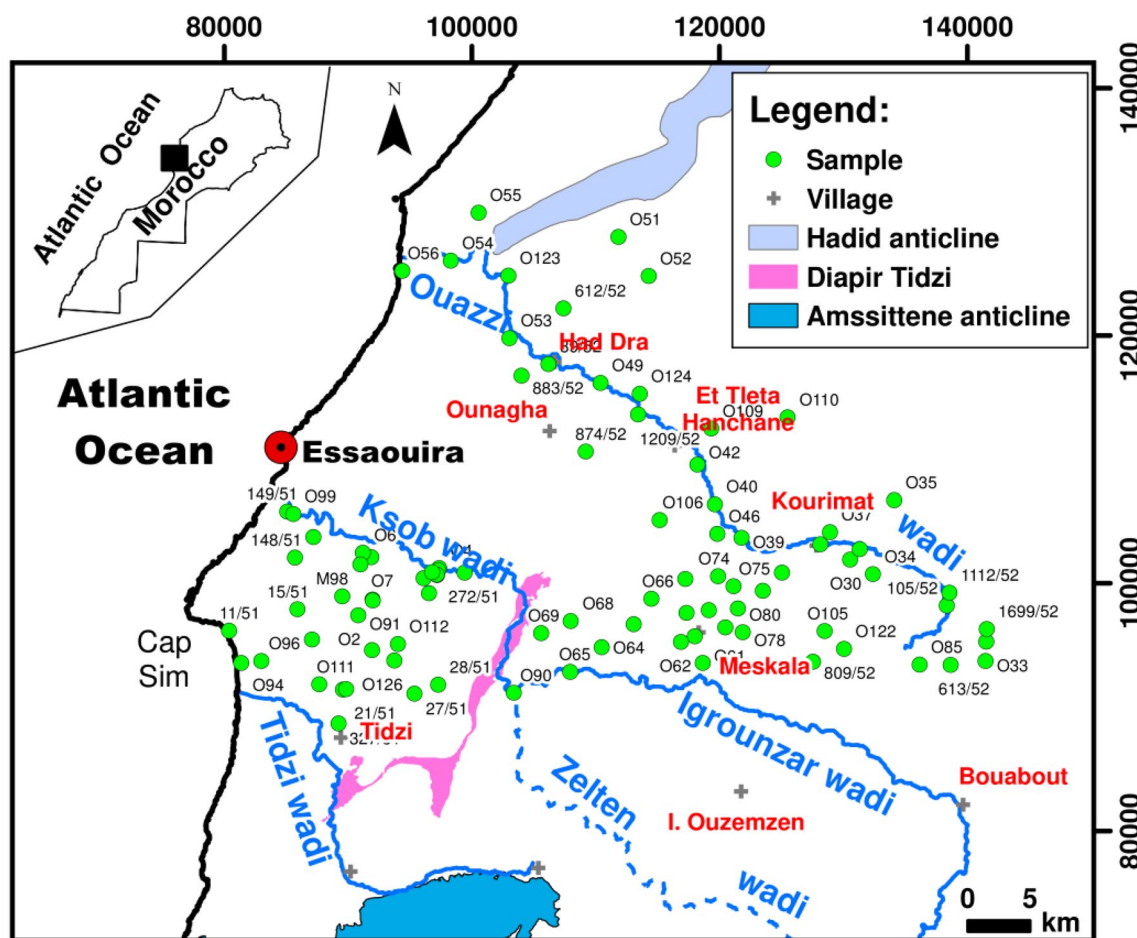 80000 100000 120000 140000
140000
120000
100000
80000
N
Atlantic Ocean
Morocco
Legend:
Sample
Village
Hadid anticline
Diapir Tidzi
Amssittene anticline
O55
O51
O54
O56
O123
O52
Ouazzi
612/52
O53
Had Dra
O49
883/52
O124
Et Tleta
Hanchane
O110
O109
Ounagha
Atlantic
Ocean
Essaouira
874/52
1209/52
O42
149/51
O99
Ksob wadi
O40
O106
O46
Kourimat
O35
O37
wadi
148/51
O6
O39
O34
O74
O75
O30
1112/52
105/52
M98
O7
272/51
O66
15/51
11/51
O91
O69
O68
O80
O105
1699/52
Cap
Sim
O96
O2
O112
O122
O78
O64
O65
O62
Meskala
809/52
O85
O33
613/52
O94
O111
O126
28/51
27/51
O90
21/51
Tidzi
Tidzi wadi
Igrounzar wadi
Zelten
wadi
I. Ouzemzen
Bouabout
0 5
km